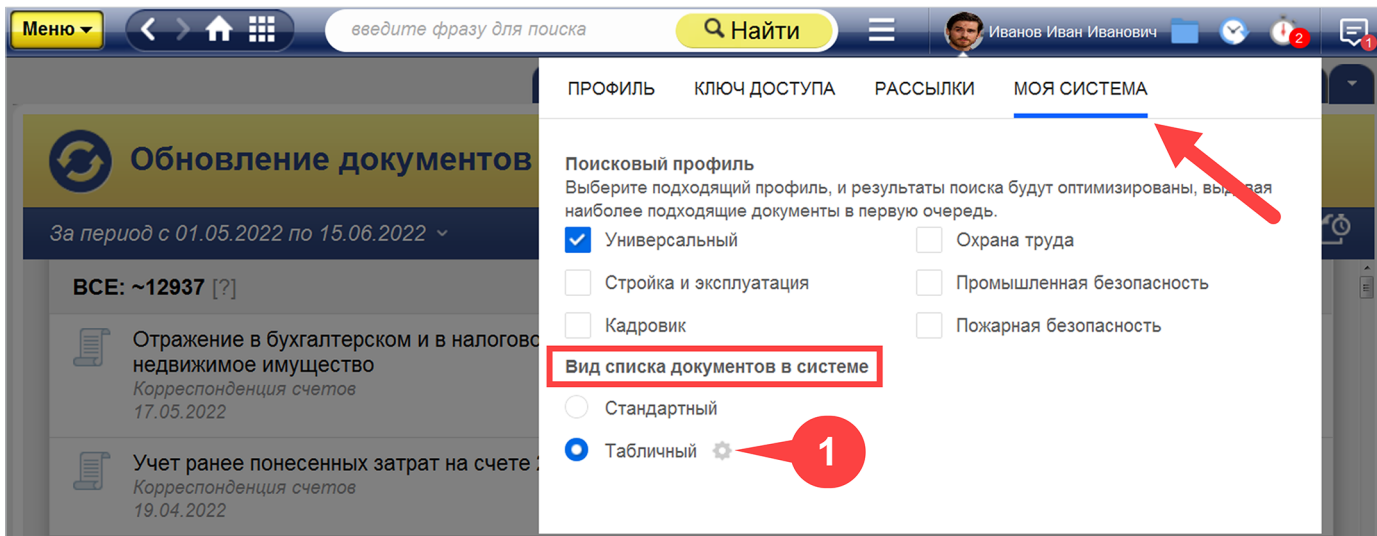 Меню
введите фразу для поиска
Найти
Иванов Иван Иванович
2
1
ПРОФИЛЬ
КЛЮЧ ДОСТУПА
РАССЫЛКИ
МОЯ СИСТЕМА
Обновление документов
За период с 01.05.2022 по 15.06.2022
ВСЕ: ~12937 [?]
Отражение в бухгалтерском и в
недвижимое имущество
Корреспонденция счетов
17.05.2022
Учет ранее понесенных затрат на счете
Корреспонденция счетов
19.04.2022
Поисковый профиль
Выберите подходящий профиль, и результаты поиска будут оптимизированы,
наиболее подходящие документы в первую очередь.
Универсальный
Охрана труда
Стройка и эксплуатация
Промышленная безопасность
Кадровик
Пожарная безопасность
Вид списка документов в системе
Стандартный
Табличный
1